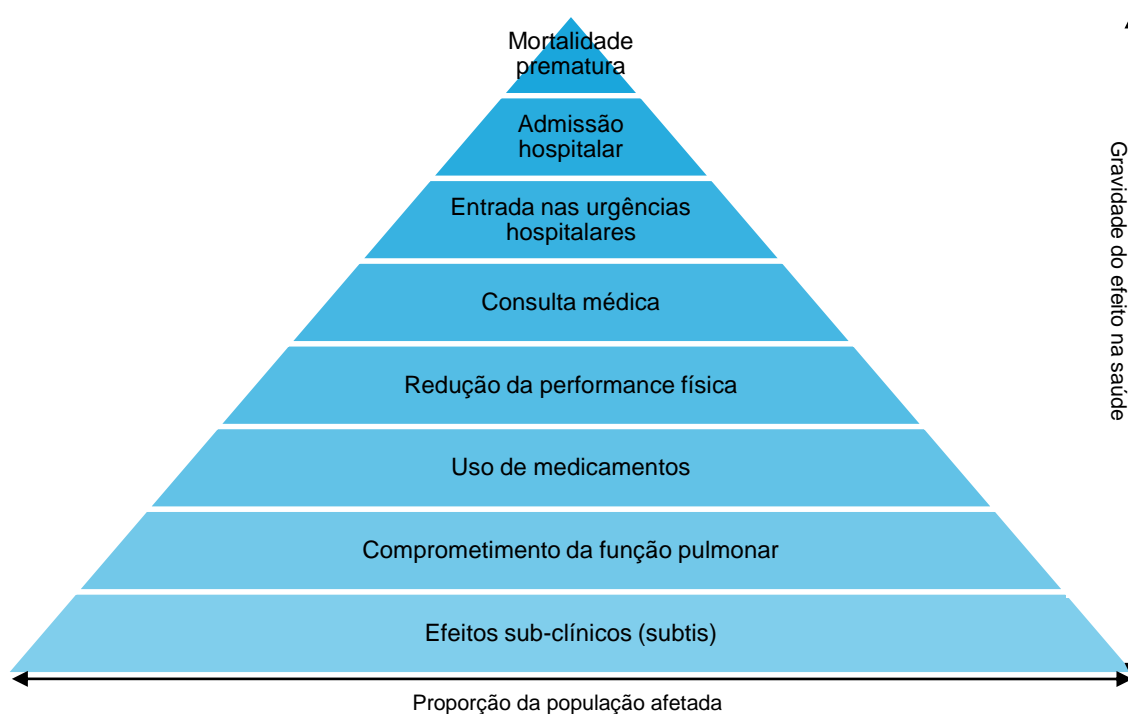 Mortalidade
prematura
Admissão
hospitalar
Entrada nas urgências
hospitalares
Consulta médica
Redução da performance física
Uso de medicamentos
Comprometimento da função pulmonar
Efeitos sub-clínicos (subtis)
Proporção da população afetada
Gravidade do efeito na saúde